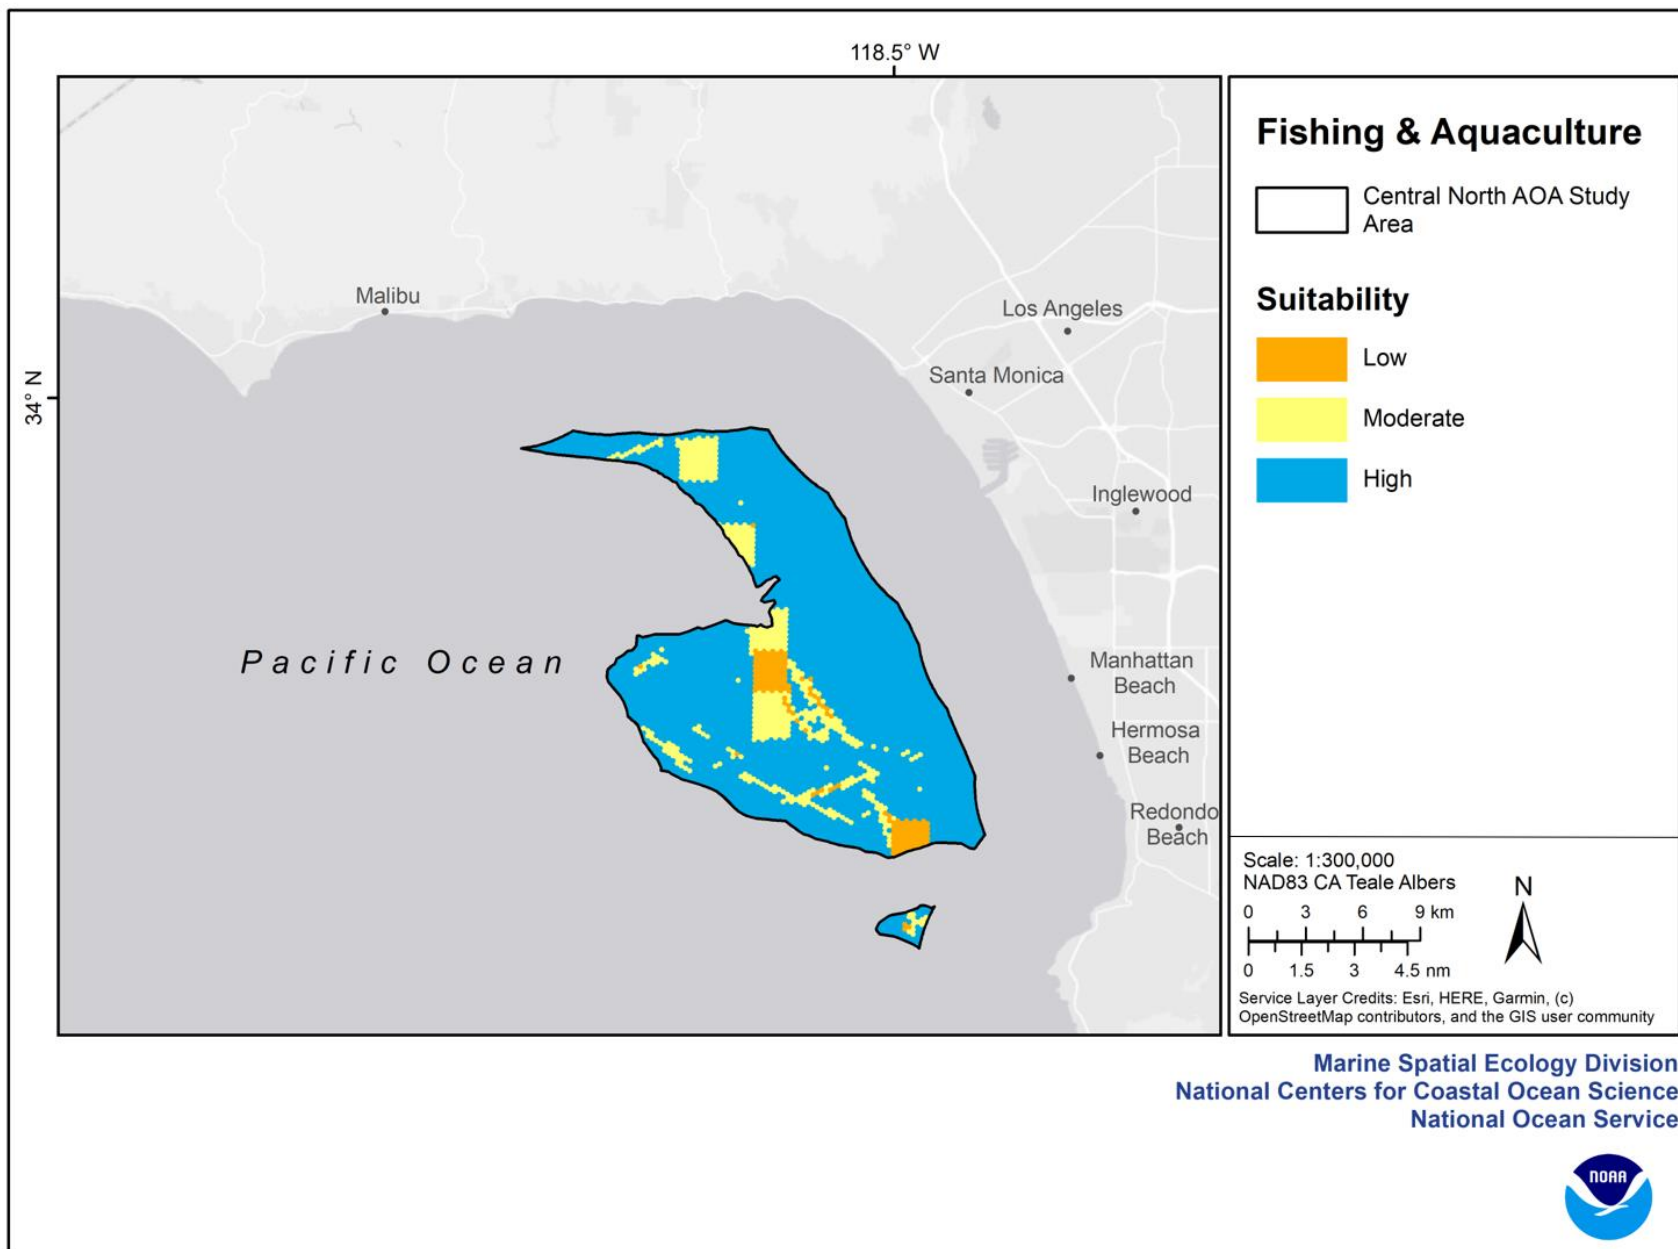 118.5° W
34° N
Malibu
Los Angeles
Santa Monica
Inglewood
Pacific Ocean
Manhattan
Beach
Hermosa
Beach
Redondo
Beach
Fishing & Aquaculture
Central North AOA Study
Area
Suitability
Low
Moderate
High
Scale: 1:300,000
NAD83 CA Teale Albers
0 3 6 9 km
0 1.5 3 4.5 nm
N
Service Layer Credits: Esri, HERE, Garmin, (c)
OpenStreetMap contributors, and the GIS user community
Marine Spatial Ecology Division
National Centers for Coastal Ocean Science
National Ocean Service
NOAA